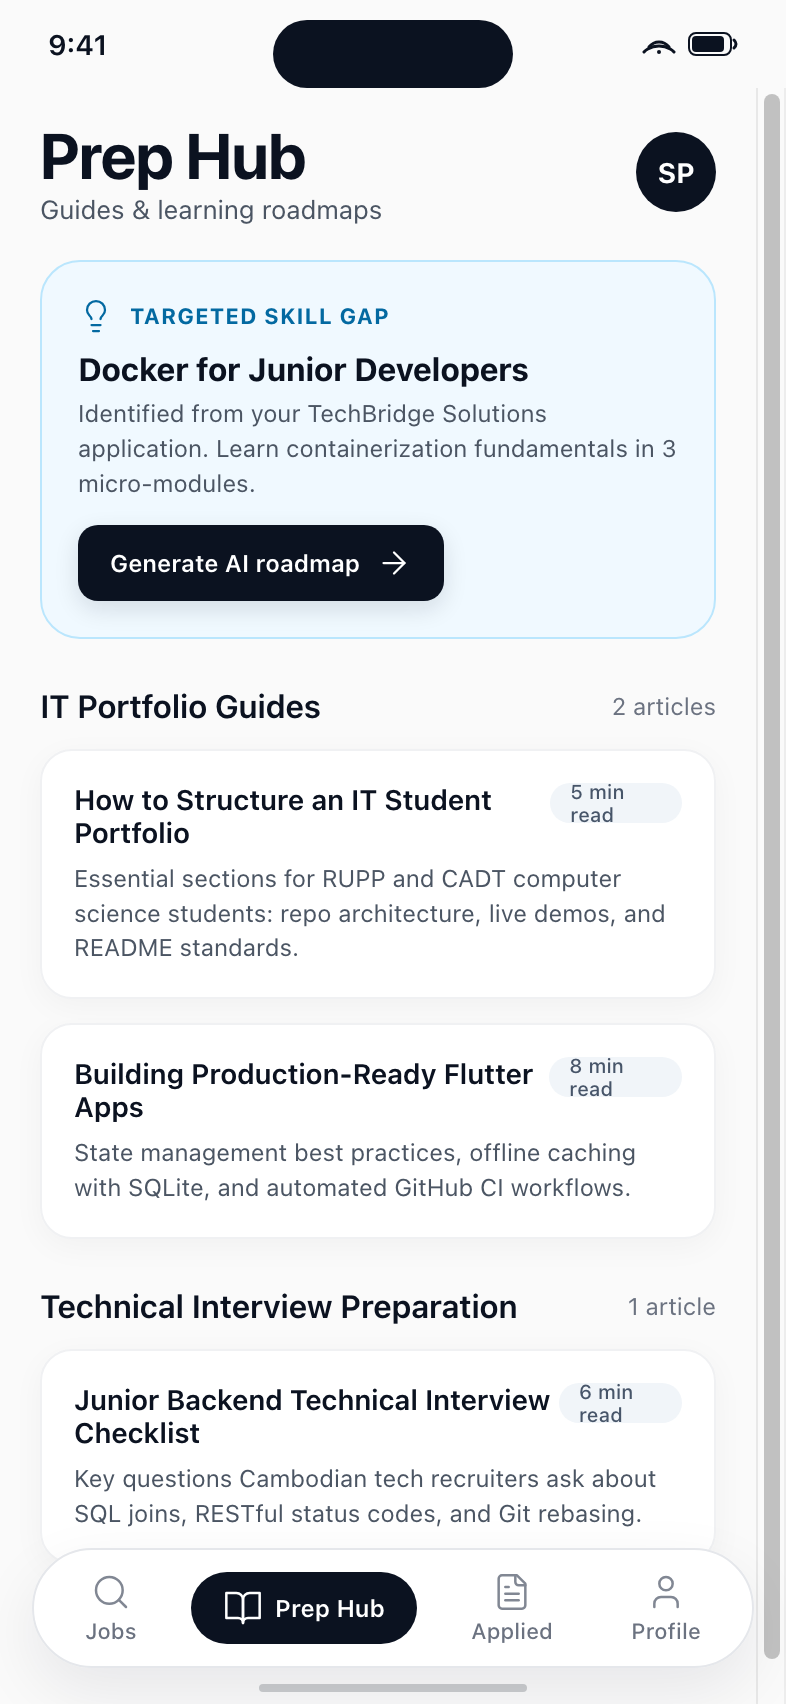 9:41
Prep Hub
SP
Guides & learning roadmaps
TARGETED SKILL GAP
Docker for Junior Developers
Identified from your TechBridge Solutions
application. Learn containerization fundamentals in 3
micro-modules.
Generate AI roadmap
IT Portfolio Guides
2 articles
How to Structure an IT Student
Portfolio
5 min
read
Essential sections for RUPP and CADT computer
science students: repo architecture, live demos, and
README standards.
Building Production-Ready Flutter
Apps
8 min
read
State management best practices, offline caching
with SQLite, and automated GitHub CI workflows.
Technical Interview Preparation
1 article
Junior Backend Technical Interview
Checklist
6 min
read
Key questions Cambodian tech recruiters ask about
SQL joins, RESTful status codes, and Git rebasing.
Jobs
Prep Hub
Applied
Profile